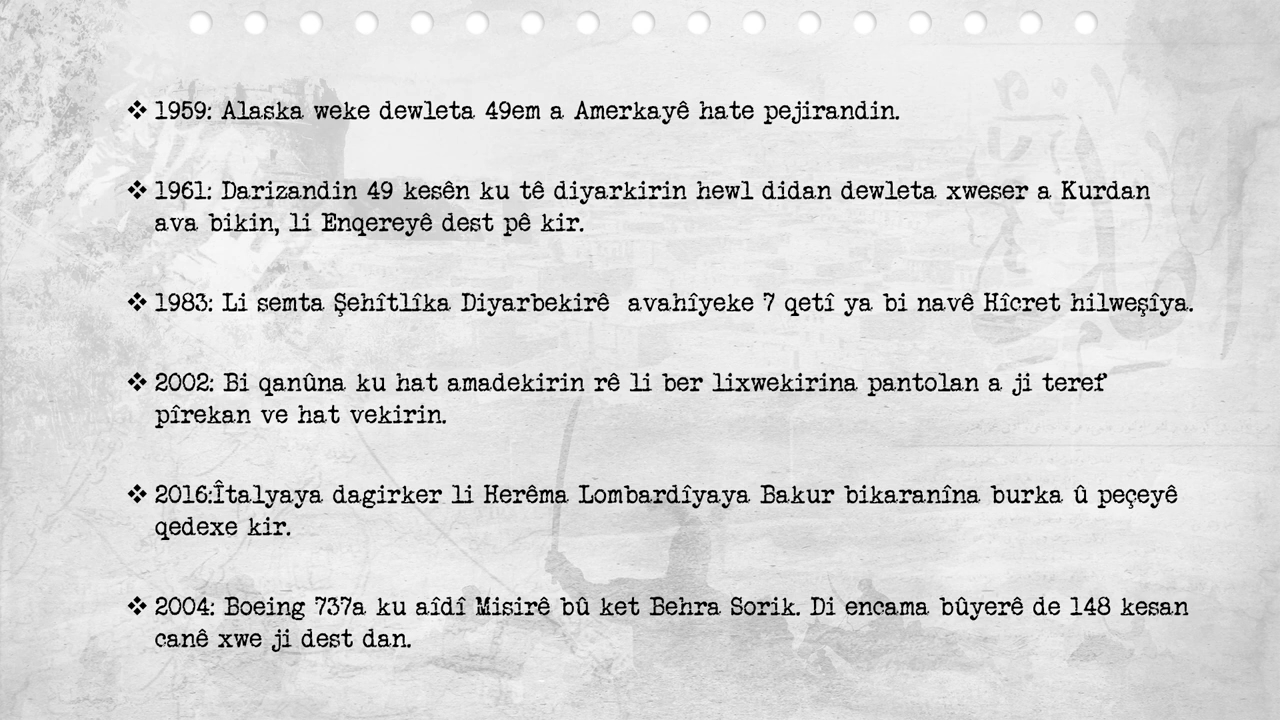 ❖ 1959: Alaska weke dewleta 49em a Amerkayê hate pejirandin.
❖ 1961: Darizandin 49 kesên ku tê diyarkirin hewl didan dewleta xweser a Kurdan
ava bikin, li Enqereyê dest pê kir.
❖ 1983: Li semta Şehîtlîka Diyarbekirê  avahîyeke 7 qetî ya bi navê Hîcret hilweşîya.
❖ 2002: Bi qanûna ku hat amadekirin rê li ber lixwekirina pantolan a ji teref
pîrekan ve hat vekirin.
❖ 2016:Îtalyaya dagirker li Herêma Lombardîyaya Bakur bikaranîna burka û peçeyê
qedexe kir.
❖ 2004: Boeing 737a ku aîdî Misirê bû ket Behra Sorik. Di encama bûyerê de 148 kesan
canê xwe ji dest dan.